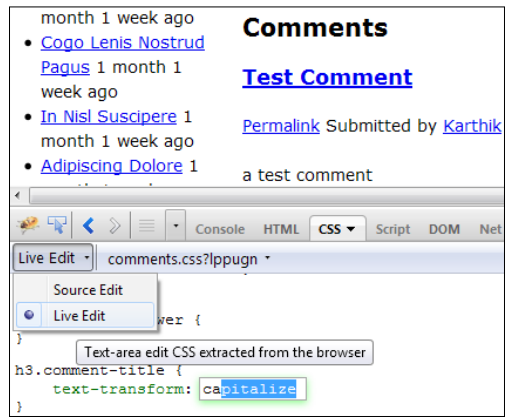 month 1 week ago
Cogo Lenis Nostrud
Pagus 1 month 1
week ago
In Nisl Suscipere 1
month 1 week ago
Adipiscing Dolore 1
Comments
Test Comment
Permalink Submitted by Karthik
a test comment
Console HTML CSS Script DOM Net
Live Edit comments.css?lppugn
Source Edit
Live Edit
wer {
}
Text-area edit CSS extracted from the browser
h3.comment-title {
text-transform: capitalize
}